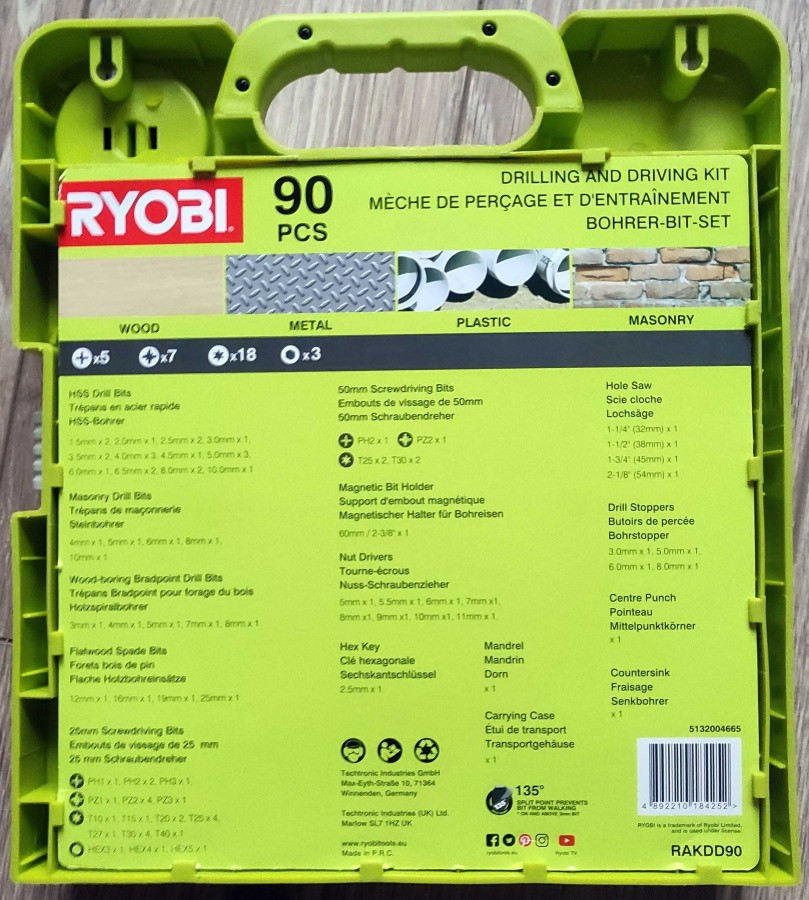 RYOBI
90
PCS
DRILLING AND DRIVING KIT
MÈCHE DE PERÇAGE ET D'ENTRAÎNEMENT
BOHRER-BIT-SET
WOOD
METAL
PLASTIC
MASONRY
x5
x7
x18
x3
HSS Drill Bits
Trépans en acier rapide
HSS-Bohrer
1.5mm x 2, 2.0mm x 1, 2.5mm x 2, 3.0mm x 1,
3.5mm x 2, 4.0mm x 3, 4.5mm x 1, 5.0mm x 3,
6.0mm x 1, 6.5mm x 2, 8.0mm x 2, 10.0mm x 1
Masonry Drill Bits
Trépans de maçonnerie
Steinbohrer
4mm x 1, 5mm x 1, 6mm x 1, 8mm x 1,
10mm x 1
Wood-boring Bradpoint Drill Bits
Trépans Bradpoint pour forage du bois
Holzspiralbohrer
3mm x 1, 4mm x 1, 5mm x 1, 7mm x 1, 8mm x 1
Flatwood Spade Bits
Forets bois de pin
Flache Holzbohreinsätze
12mm x 1, 16mm x 1, 19mm x 1, 25mm x 1
25mm Screwdriving Bits
Embouts de vissage de 25 mm
25 mm Schraubendreher
PH1 x 1, PH2 x 2, PH3 x 1,
PZ1 x 1, PZ2 x 4, PZ3 x 1
T10 x 1, T15 x 1, T20 x 2, T25 x 4,
T27 x 1, T30 x 4, T40 x 1
HEX3 x 1, HEX4 x 1, HEX5 x 1
50mm Screwdriving Bits
Embouts de vissage de 50mm
50mm Schraubendreher
PH2 x 1
PZ2 x 1
T25 x 2, T30 x 2
Magnetic Bit Holder
Support d'embout magnétique
Magnetischer Halter für Bohreisen
60mm / 2-3/8" x 1
Nut Drivers
Tourne-écrous
Nuss-Schraubenzieher
5mm x 1, 5.5mm x 1, 6mm x 1, 7mm x1,
8mm x1, 9mm x1, 10mm x1, 11mm x 1,
Hex Key
Clé hexagonale
Sechskantschlüssel
2.5mm x 1
Mandrel
Mandrin
Dorn
x 1
Carrying Case
Étui de transport
Transportgehäuse
x 1
Techtronic Industries GmbH
Max-Eyth-Straße 10, 71364
Winnenden, Germany
Techtronic Industries (UK) Ltd.
Marlow SL7 1HZ UK
www.ryobitools.eu
Made in P.R.C.
135°
SPLIT POINT PREVENTS
BIT FROM WALKING
* ON AND ABOVE 3mm BIT
ryobitools.eu
Ryobi TV
Hole Saw
Scie cloche
Lochsäge
1-1/4" (32mm) x 1
1-1/2" (38mm) x 1
1-3/4" (45mm) x 1
2-1/8" (54mm) x 1
Drill Stoppers
Butoirs de percée
Bohrstopper
3.0mm x 1, 5.0mm x 1,
6.0mm x 1, 8.0mm x 1
Centre Punch
Pointeau
Mittelpunktkörner
x 1
Countersink
Fraisage
Senkbohrer
x 1
5132004665
4 892210 184252 >
RYOBI is a trademark of Ryobi Limited,
and is used under license.
RAKDD90